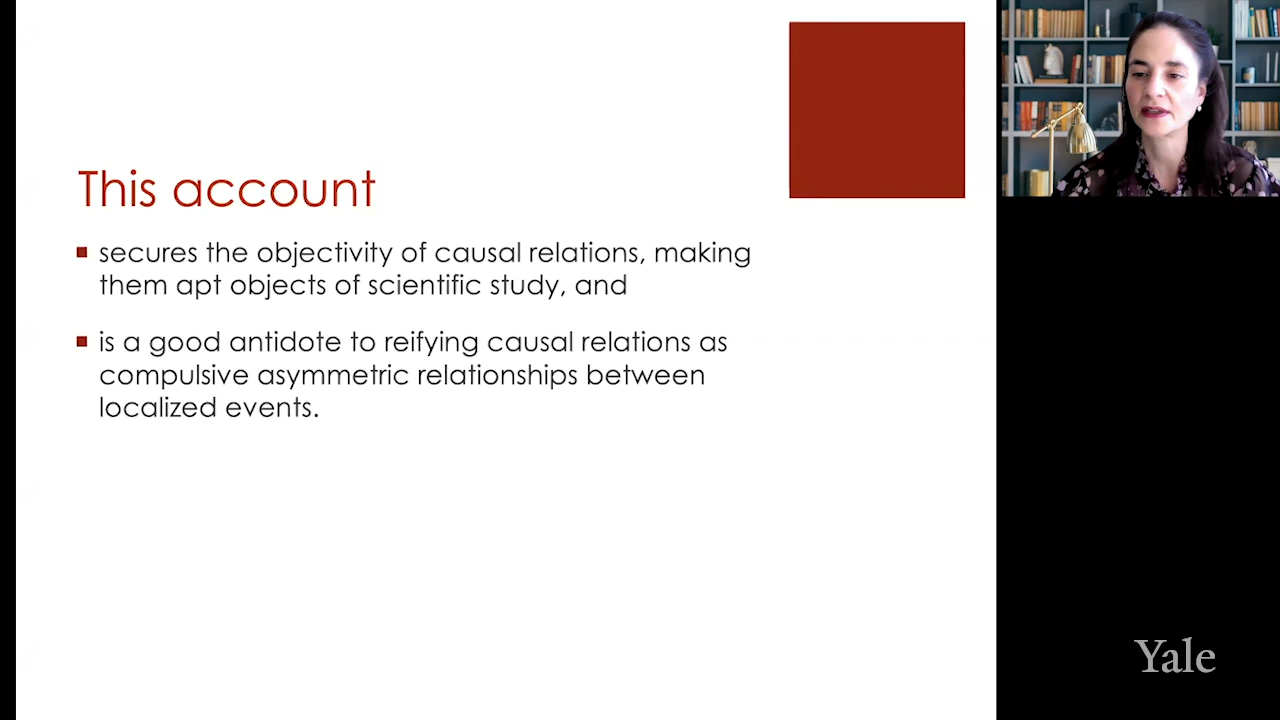 This account
secures the objectivity of causal relations, making
them apt objects of scientific study, and
is a good antidote to reifying causal relations as
compulsive asymmetric relationships between
localized events.
Yale